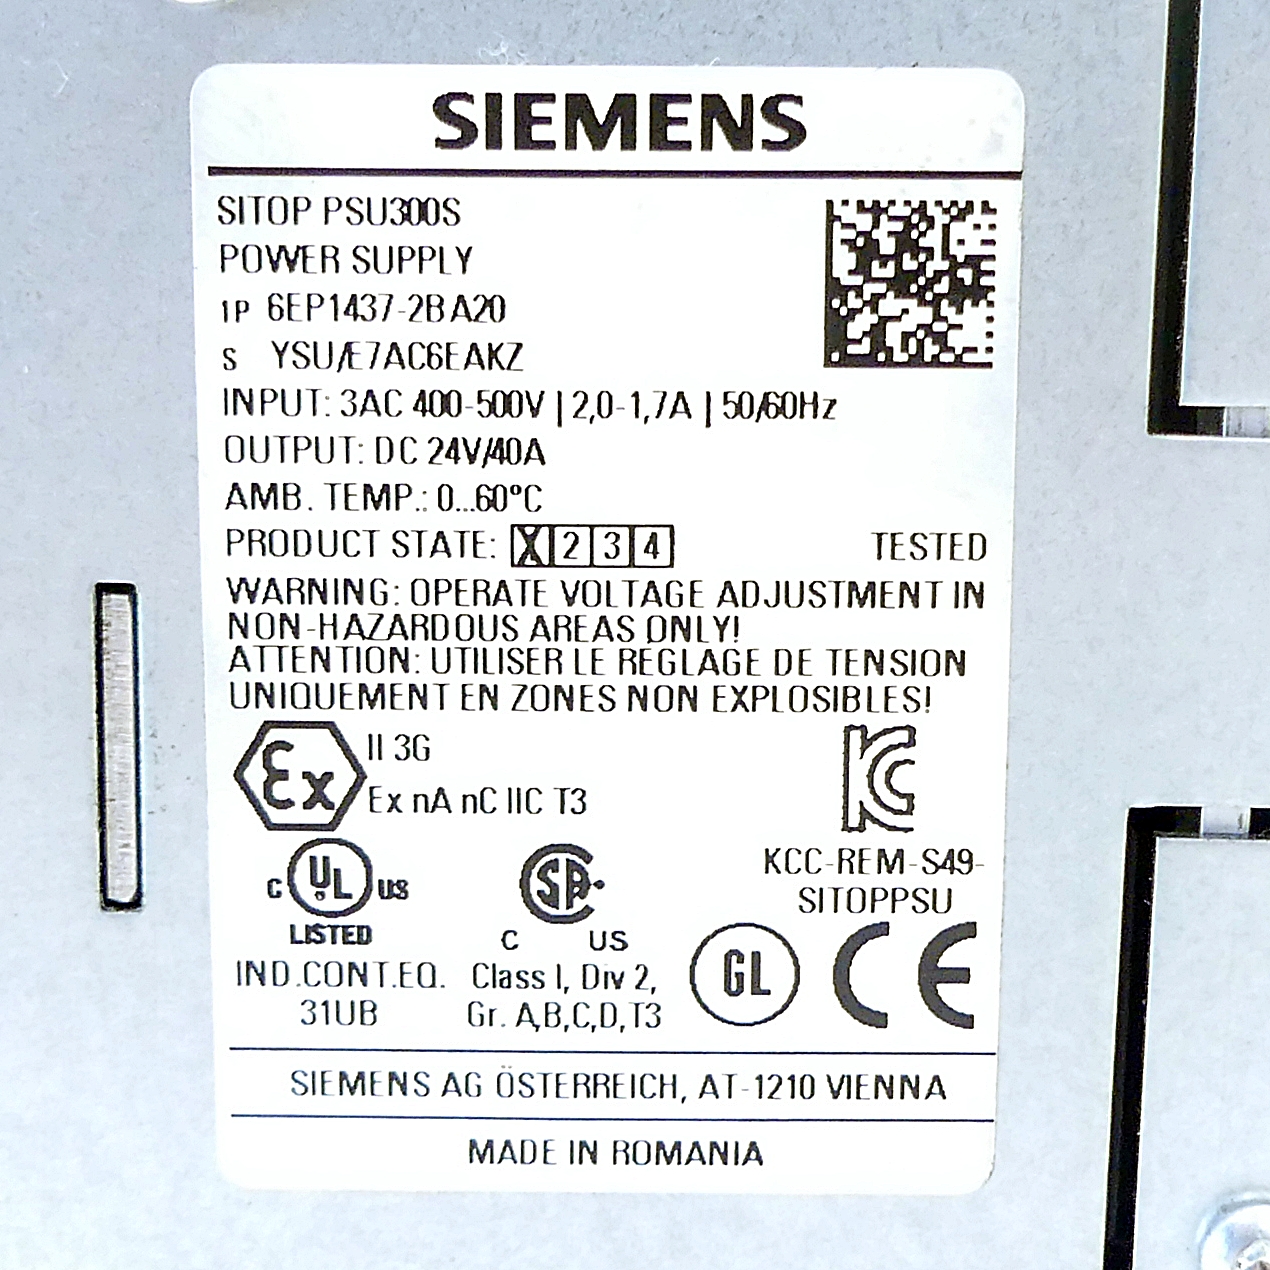 SIEMENS
SITOP PSU300S
POWER SUPPLY
1P 6EP1437-2BA20
S YSU/E7AC6EAKZ
INPUT: 3AC 400-500V | 2,0-1,7A | 50/60Hz
OUTPUT: DC 24V/40A
AMB. TEMP.: 0...60°C
PRODUCT STATE: X 2 3 4 TESTED
WARNING: OPERATE VOLTAGE ADJUSTMENT IN
NON-HAZARDOUS AREAS ONLY!
ATTENTION: UTILISER LE REGLAGE DE TENSION
UNIQUEMENT EN ZONES NON EXPLOSIBLES!
Ex II 3G
Ex nA nC IIC T3
KC
KCC-REM-S49-
SITOPPSU
C UL US
LISTED
IND.CONT.EQ.
31UB
SA
C US
Class I, Div 2,
Gr. A,B,C,D,T3
GL CE
SIEMENS AG ÖSTERREICH, AT-1210 VIENNA
MADE IN ROMANIA